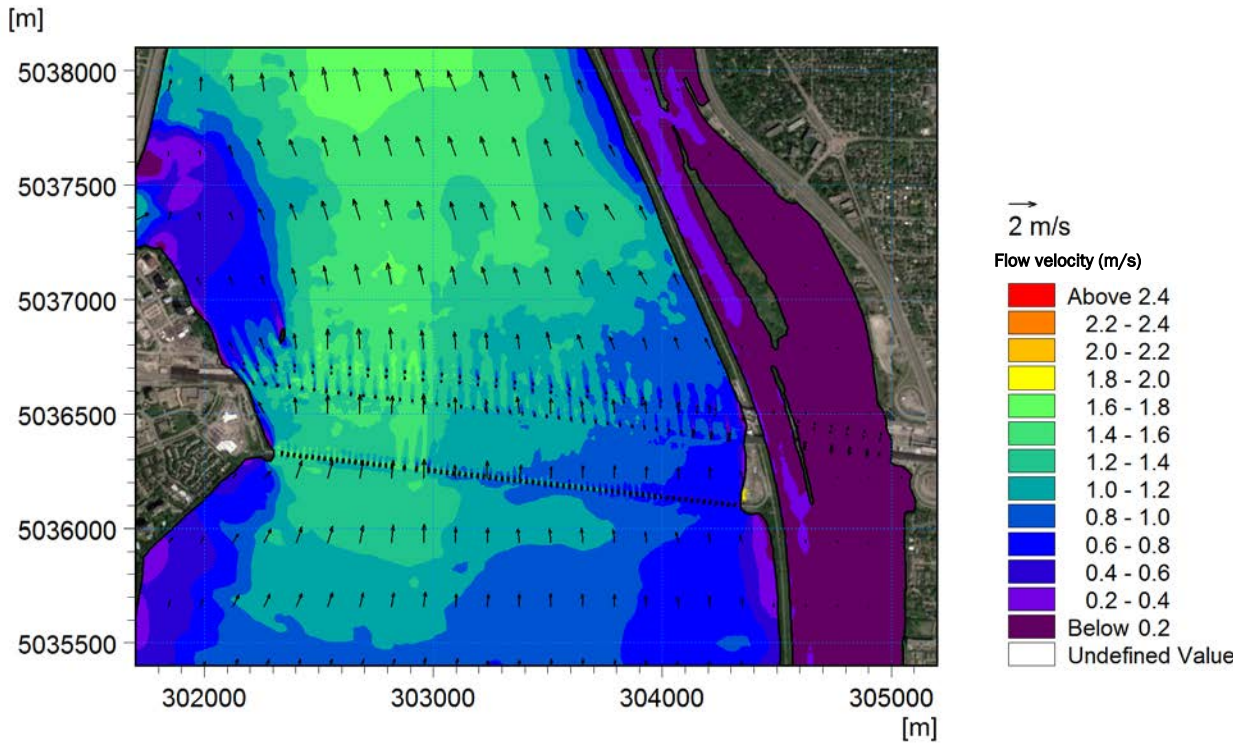 [m]
5038000
5037500
5037000
5036500
5036000
5035500
302000 303000 304000 305000
[m]
2 m/s
Flow velocity (m/s)
Above 2.4
2.2 - 2.4
2.0 - 2.2
1.8 - 2.0
1.6 - 1.8
1.4 - 1.6
1.2 - 1.4
1.0 - 1.2
0.8 - 1.0
0.6 - 0.8
0.4 - 0.6
0.2 - 0.4
Below 0.2
Undefined Value